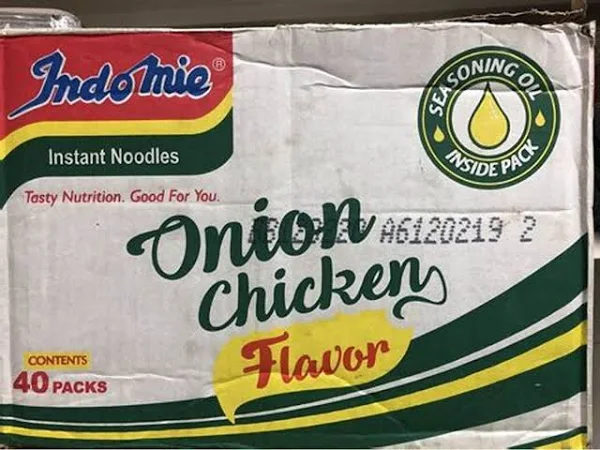 Indomie®
Instant Noodles
Tasty Nutrition. Good For You.
SEASONING OIL
INSIDE PACK
Onion
A6120219 2
Chicken
Flavor
CONTENTS
40 PACKS